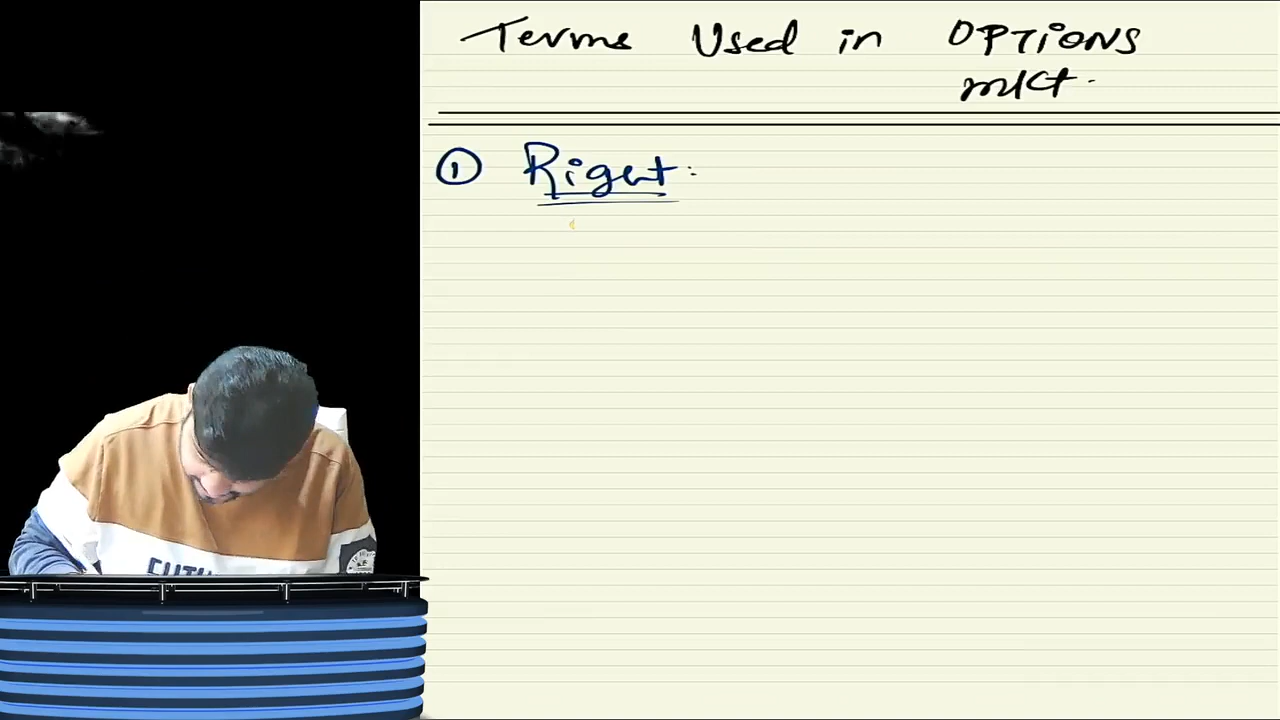 Terms Used in OPTIONS
mkt.
① Right: